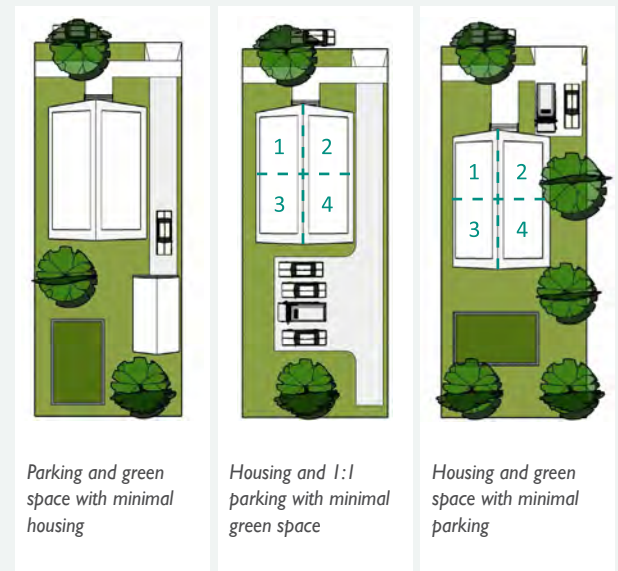 1 2
3 4
1 2
3 4
Parking and green
space with minimal
housing
Housing and 1:1
parking with minimal
green space
Housing and green
space with minimal
parking